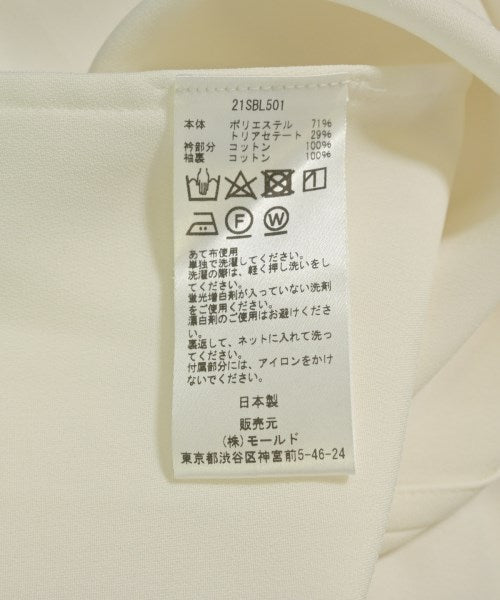 21SBL501
本体 ポリエステル 71%
トリアセテート 29%
衿部分 コットン 100%
袖裏 コットン 100%
F W
あて布使用
単独で洗濯してください。
洗濯の際は、軽く押し洗いをし
てください。
蛍光増白剤が入っていない洗剤
をご使用ください。
漂白剤のご使用はお避けくださ
い。
裏返して、ネットに入れて洗っ
てください。
付属部分には、アイロンをかけ
ないでください。
日本製
販売元
(株)モールド
東京都渋谷区神宮前5-46-24